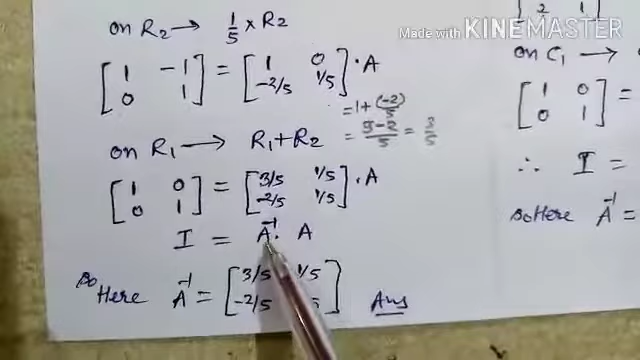 on R₂ → 1/5 × R₂
[1 -1; 0 1] = [1 0; -2/5 1/5] · A
= 1 + (-2)/5
on R₁ → R₁ + R₂
= 5-2/5 = 3/5
[1 0; 0 1] = [3/5 1/5; -2/5 1/5] · A
I = A⁻¹ · A
So Here A⁻¹ = [3/5 1/5; -2/5 5] Ans
2 1
Made with KINEMASTER
on C₁ →
[1 0; 0 1] =
∴ I =
So Here A⁻¹ =